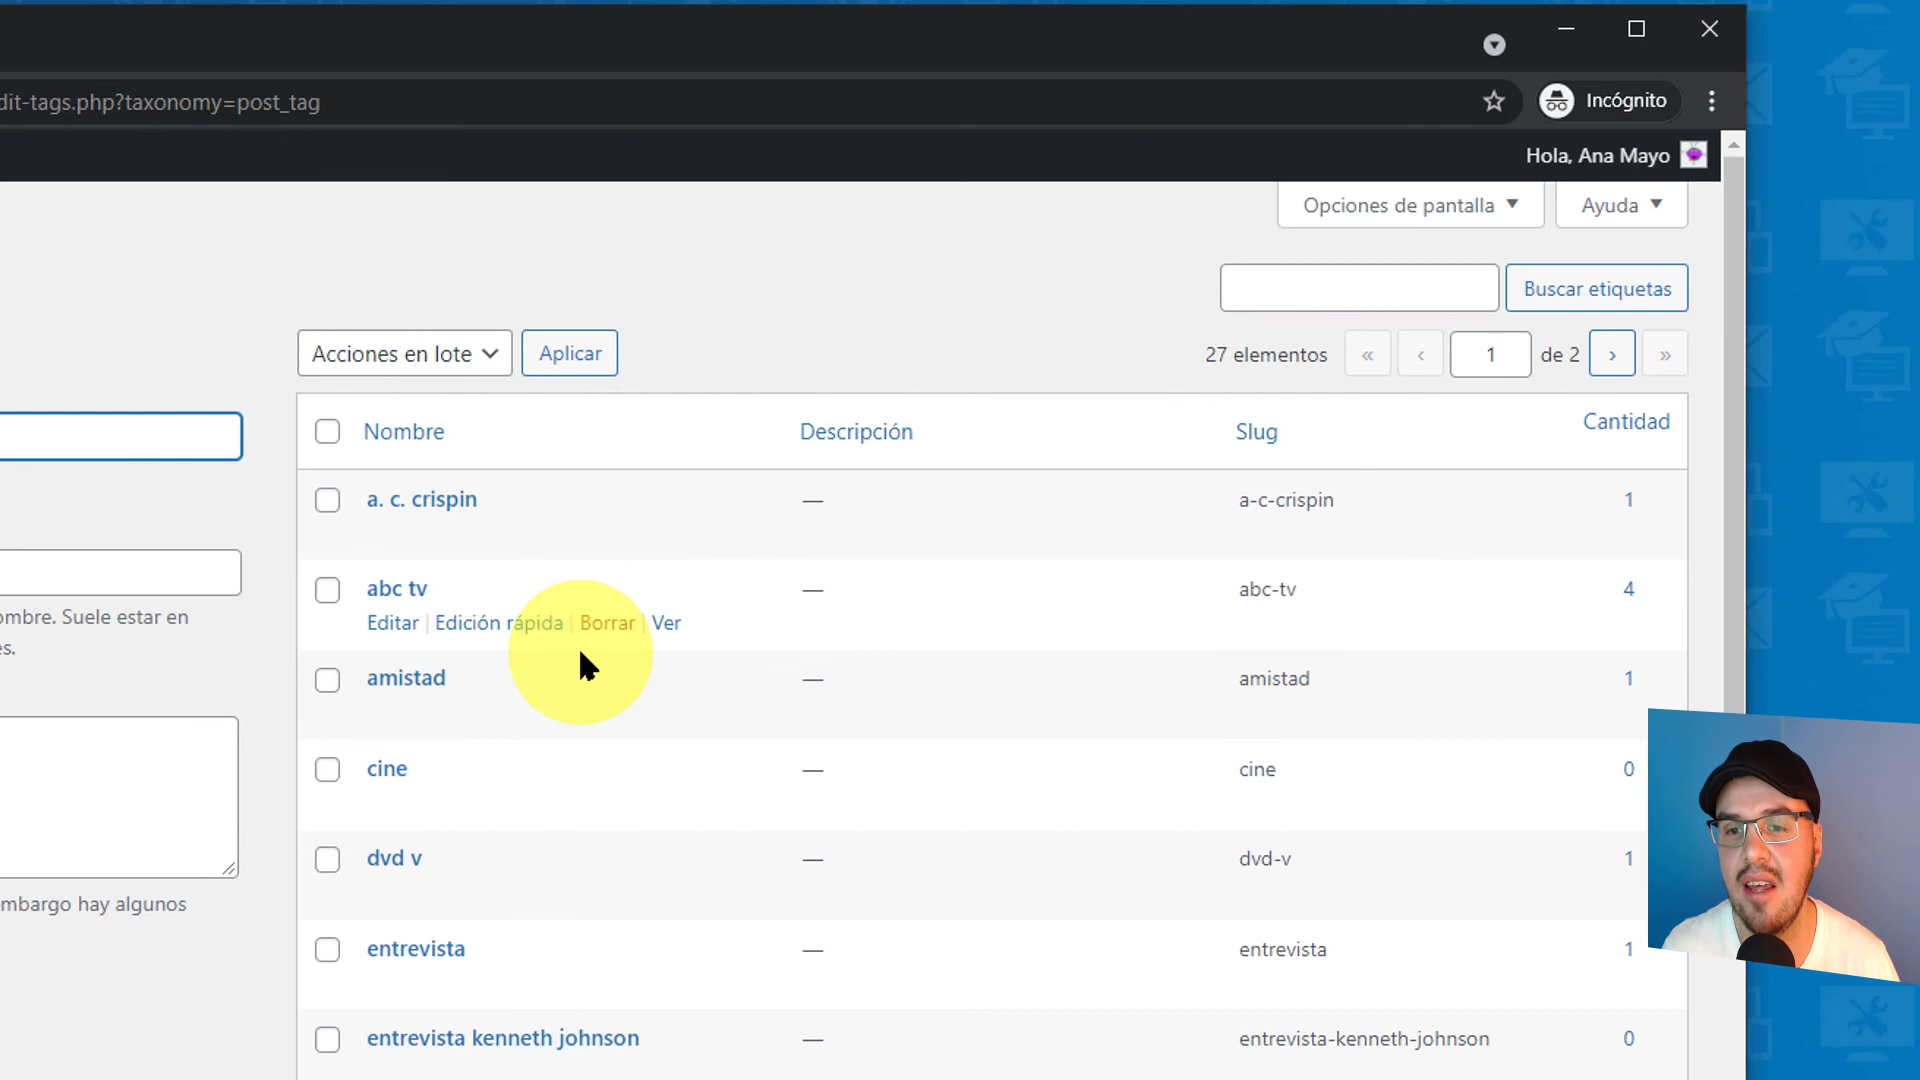 dit-tags.php?taxonomy=post_tag
Incógnito
Hola, Ana Mayo
Opciones de pantalla
Ayuda
Buscar etiquetas
Acciones en lote
Aplicar
27 elementos « ‹ 1 de 2 › »
Nombre Descripción Slug Cantidad
a. c. crispin — a-c-crispin 1
abc tv — abc-tv 4
Editar | Edición rápida | Borrar | Ver
ombre. Suele estar en
es.
amistad — amistad 1
cine — cine 0
dvd v — dvd-v 1
embargo hay algunos
entrevista — entrevista 1
entrevista kenneth johnson — entrevista-kenneth-johnson 0